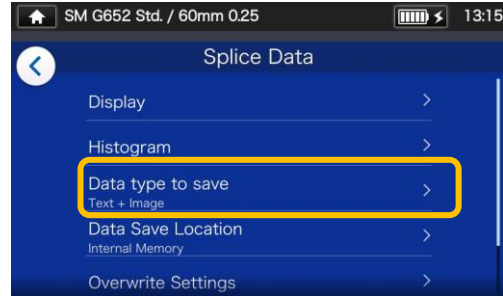 SM G652 Std. / 60mm 0.25 13:15
Splice Data
Display
Histogram
Data type to save
Text + Image
Data Save Location
Internal Memory
Overwrite Settings